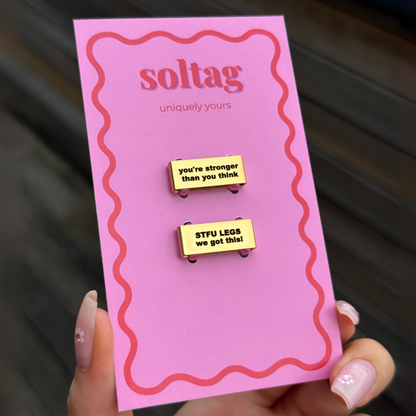 soltag
uniquely yours
you're stronger
than you think
STFU LEGS
we got this!